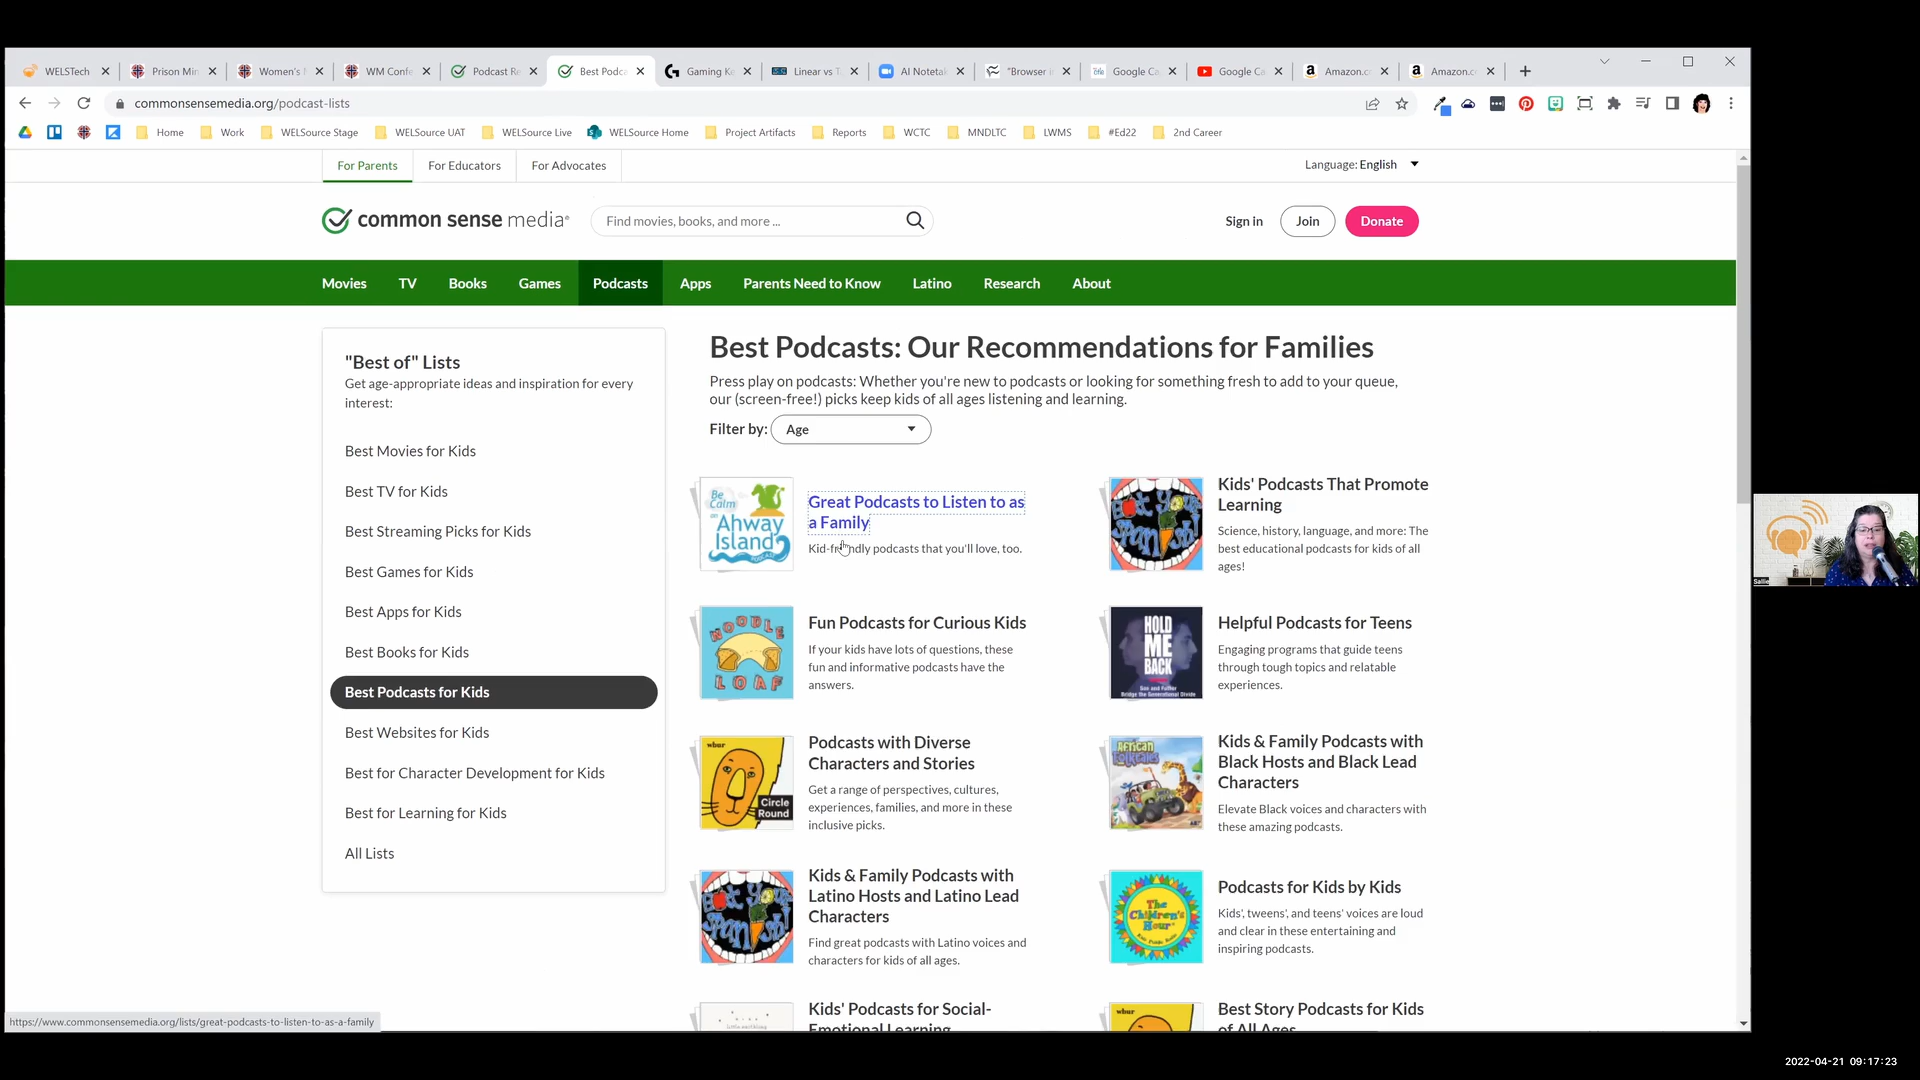 WELSTech
Prison Min
Women's
WM Confe
Podcast Re
Best Podca
Gaming Ke
Linear vs T
AI Notetak
"Browser i
Google Ca
Google Ca
Amazon.c
Amazon.c
commonsensemedia.org/podcast-lists
Home
Work
WELSource Stage
WELSource UAT
WELSource Live
WELSource Home
Project Artifacts
Reports
WCTC
MNDLTC
LWMS
#Ed22
2nd Career
For Parents
For Educators
For Advocates
Language: English
common sense media®
Find movies, books, and more ...
Sign in
Join
Donate
Movies
TV
Books
Games
Podcasts
Apps
Parents Need to Know
Latino
Research
About
"Best of" Lists
Get age-appropriate ideas and inspiration for every
interest:
Best Movies for Kids
Best TV for Kids
Best Streaming Picks for Kids
Best Games for Kids
Best Apps for Kids
Best Books for Kids
Best Podcasts for Kids
Best Websites for Kids
Best for Character Development for Kids
Best for Learning for Kids
All Lists
Best Podcasts: Our Recommendations for Families
Press play on podcasts: Whether you're new to podcasts or looking for something fresh to add to your queue,
our (screen-free!) picks keep kids of all ages listening and learning.
Filter by: Age
Be
Calm
Ahway
Island
Great Podcasts to Listen to as
a Family
Kid-friendly podcasts that you'll love, too.
Kids' Podcasts That Promote
Learning
Science, history, language, and more: The
best educational podcasts for kids of all
ages!
NOODLE
LOAF
Fun Podcasts for Curious Kids
If your kids have lots of questions, these
fun and informative podcasts have the
answers.
HOLD
ME
BACK
Son and Father
Bridge the Generational Divide
Helpful Podcasts for Teens
Engaging programs that guide teens
through tough topics and relatable
experiences.
wbur
Circle
Round
Podcasts with Diverse
Characters and Stories
Get a range of perspectives, cultures,
experiences, families, and more in these
inclusive picks.
AFRICAN
FOLKTALES
Kids & Family Podcasts with
Black Hosts and Black Lead
Characters
Elevate Black voices and characters with
these amazing podcasts.
Kids & Family Podcasts with
Latino Hosts and Latino Lead
Characters
Find great podcasts with Latino voices and
characters for kids of all ages.
The
Children's
Hour
Podcasts for Kids by Kids
Kids', tweens', and teens' voices are loud
and clear in these entertaining and
inspiring podcasts.
Kids' Podcasts for Social-
Emotional Learning
wbur
Best Story Podcasts for Kids
of All Ages
https://www.commonsensemedia.org/lists/great-podcasts-to-listen-to-as-a-family
Sallie
2022-04-21 09:17:23